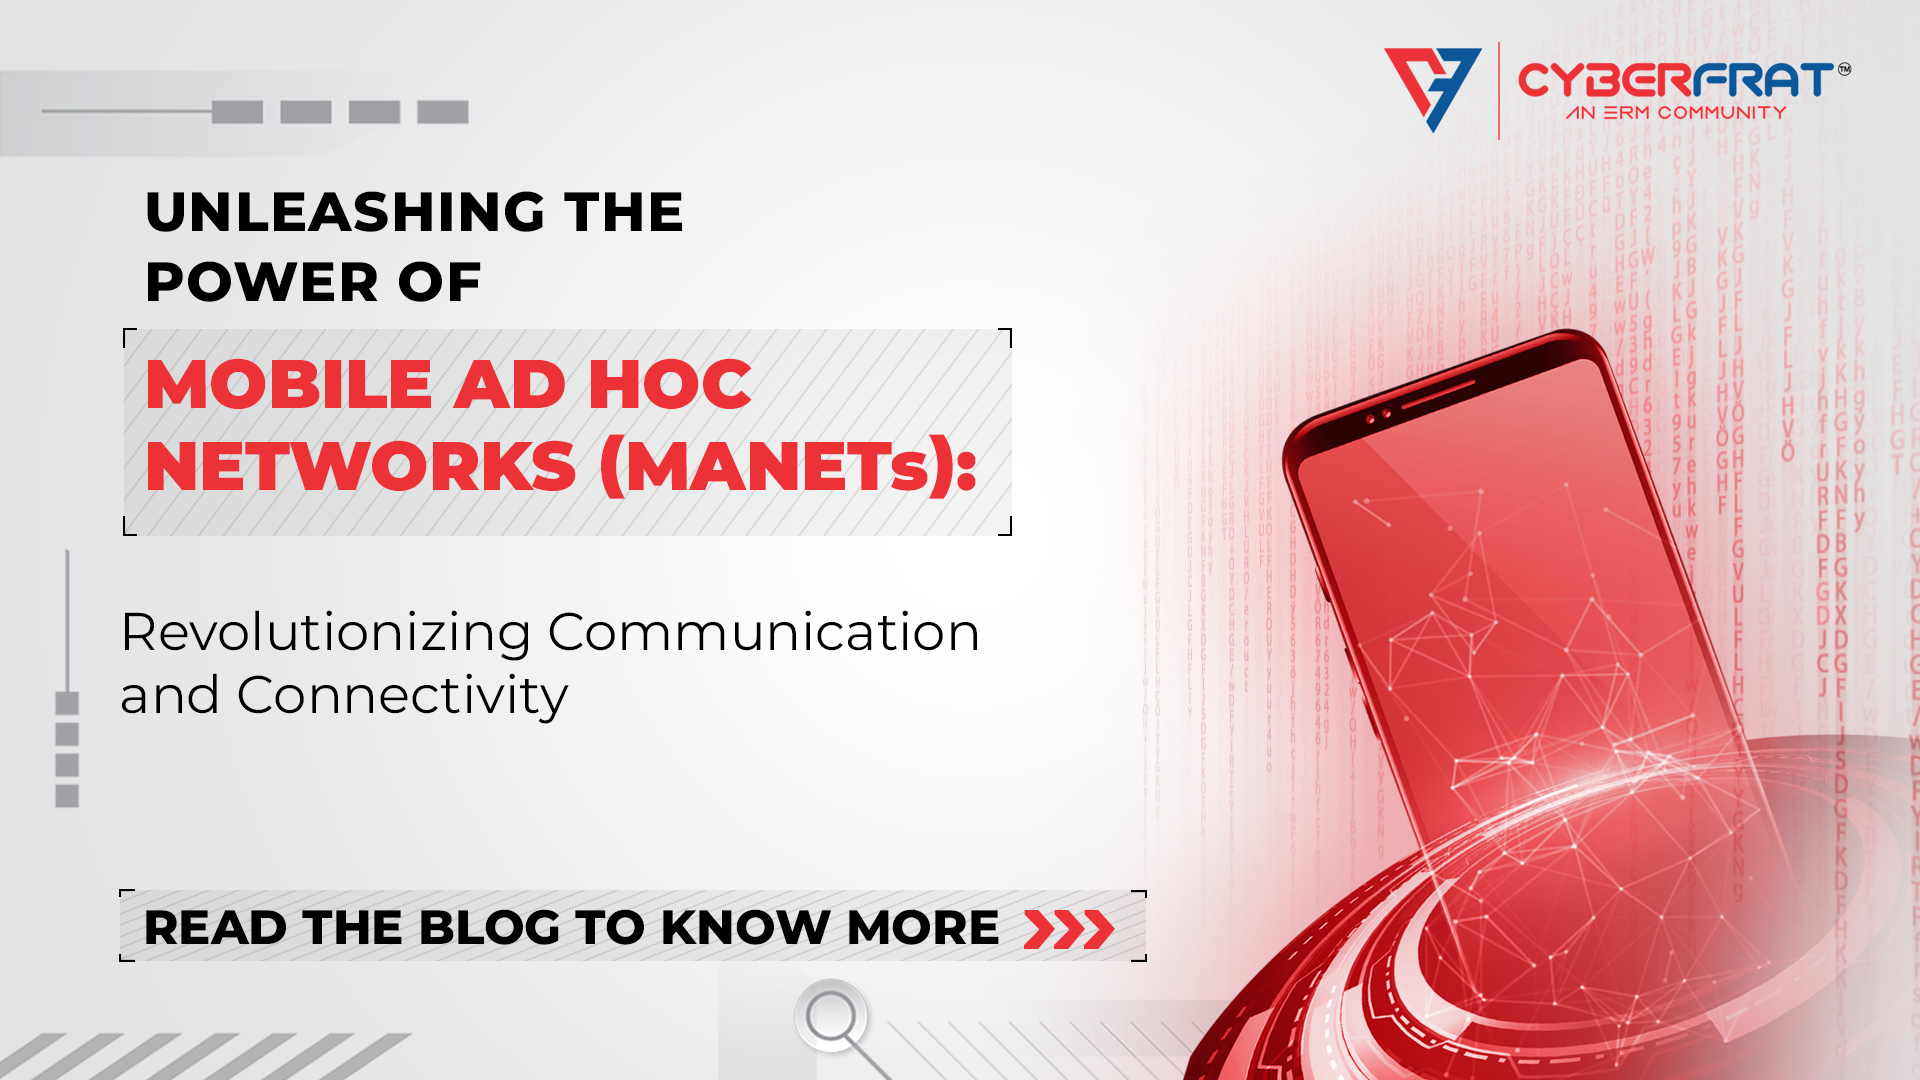 CYBERFRAT™
AN ERM COMMUNITY
UNLEASHING THE
POWER OF
MOBILE AD HOC
NETWORKS (MANETs):
Revolutionizing Communication
and Connectivity
READ THE BLOG TO KNOW MORE